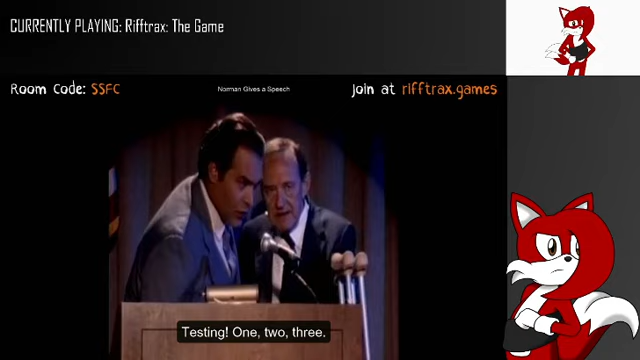 CURRENTLY PLAYING: Rifftrax: The Game
Room Code: SSFC
Norman Gives a Speech
Join at rifftrax.games
Testing! One, two, three.